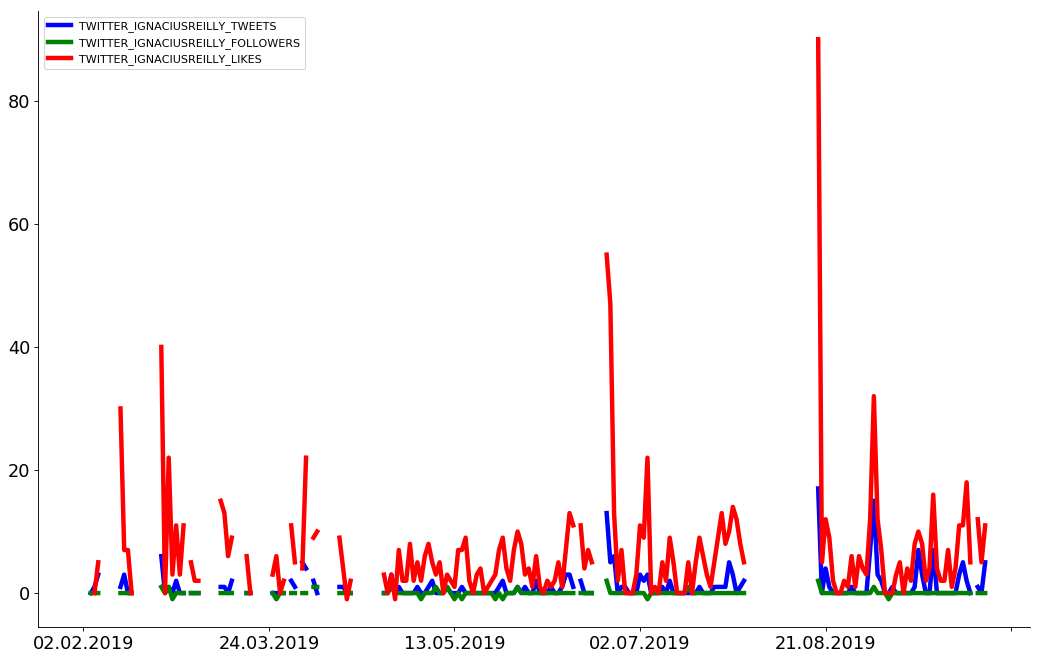 TWITTER_IGNACIUSREILLY_TWEETS
TWITTER_IGNACIUSREILLY_FOLLOWERS
TWITTER_IGNACIUSREILLY_LIKES
80
60
40
20
0
02.02.2019 24.03.2019 13.05.2019 02.07.2019 21.08.2019